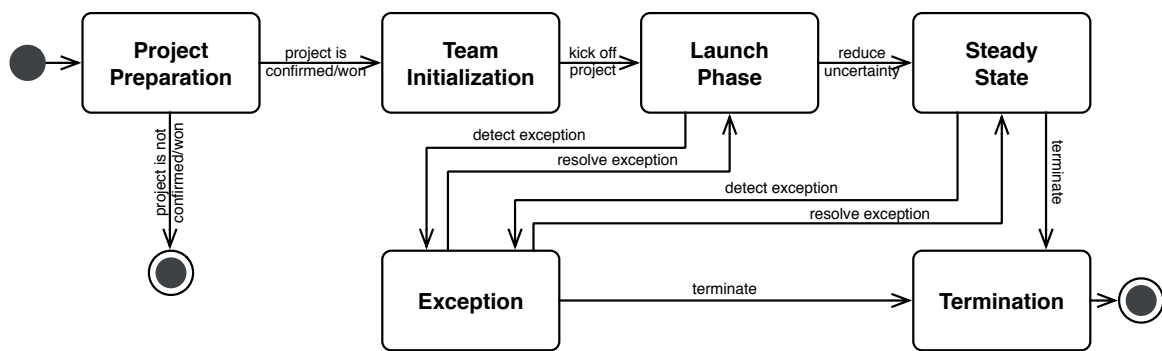 Project
Preparation
project is
confirmed/won
Team
Initialization
kick off
project
Launch
Phase
reduce
uncertainty
Steady
State
project is not
confirmed/won
detect exception
resolve exception
detect exception
resolve exception
terminate
Exception
terminate
Termination